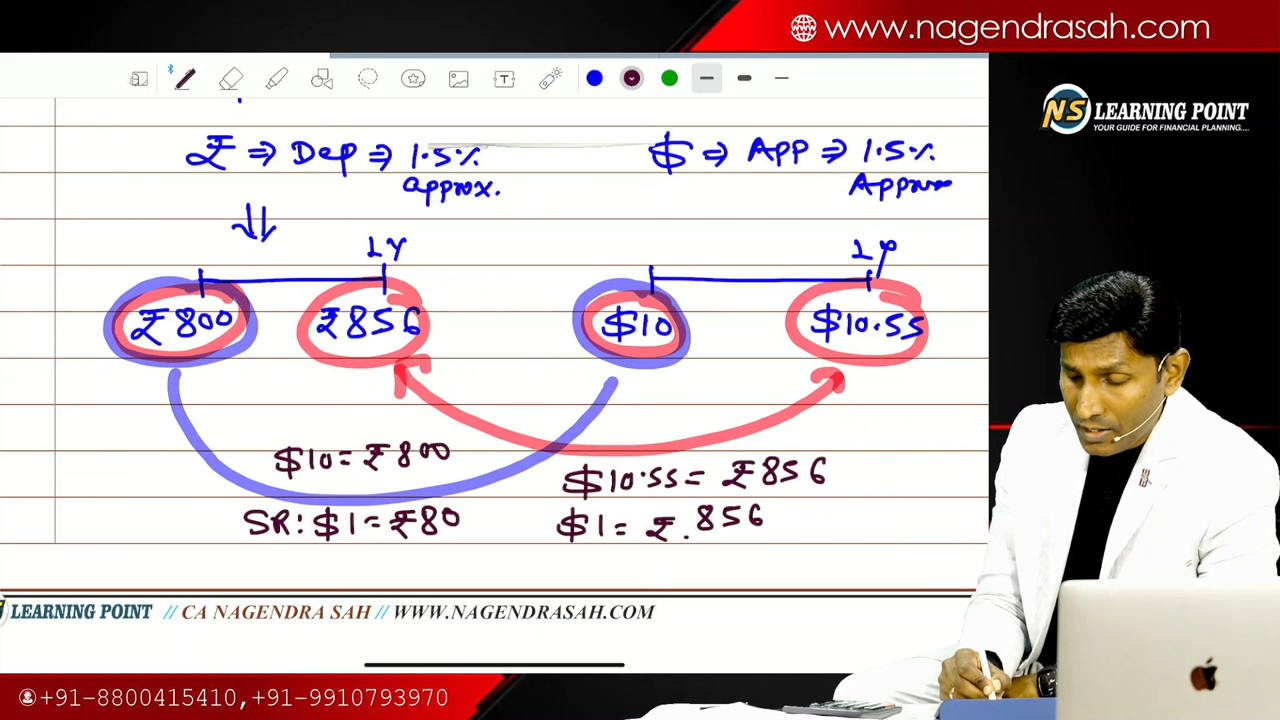 www.nagendrasah.com
NS LEARNING POINT
YOUR GUIDE FOR FINANCIAL PLANNING....
T
₹ ⇒ Dep ⇒ 1.5% approx.
$ ⇒ App ⇒ 1.5% Approx
⇓
1Y
1Y
₹800 ₹856 $10 $10.55
$10 = ₹800
$10.55 = ₹856
SR: $1 = ₹80
$1 = ₹.856
LEARNING POINT // CA NAGENDRA SAH // WWW.NAGENDRASAH.COM
+91-8800415410,+91-9910793970